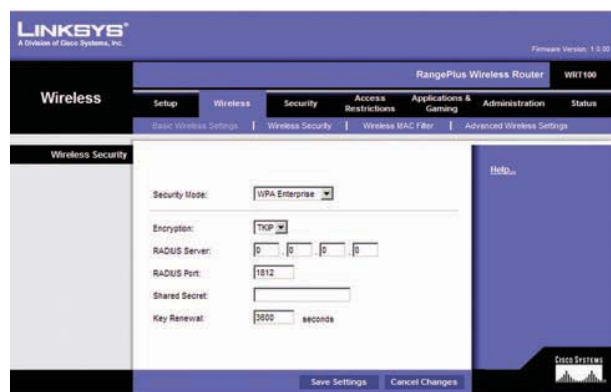 LINKSYS®
A Division of Cisco Systems, Inc.
Firmware Version: 1.0.00
RangePlus Wireless Router WRT100
Wireless
Setup Wireless Security Access Restrictions Applications & Gaming Administration Status
Basic Wireless Settings | Wireless Security | Wireless MAC Filter | Advanced Wireless Settings
Wireless Security
Help...
Security Mode: WPA Enterprise
Encryption: TKIP
RADIUS Server: 0 . 0 . 0 . 0
RADIUS Port: 1812
Shared Secret:
Key Renewal: 3600 seconds
Save Settings Cancel Changes
CISCO SYSTEMS